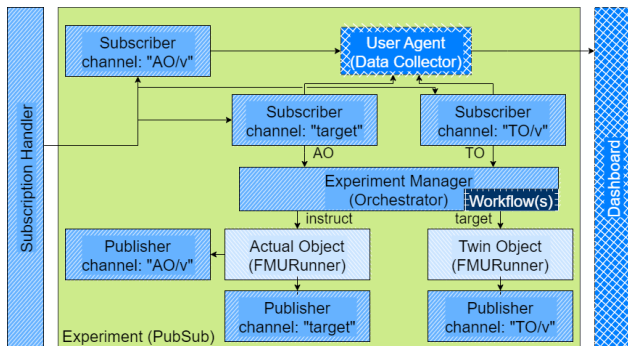 Subscription Handler
Subscriber
channel: "AO/v"
User Agent
(Data Collector)
Dashboard
Subscriber
channel: "target"
Subscriber
channel: "TO/v"
AO
TO
Experiment Manager
(Orchestrator)
Workflow(s)
instruct
target
Publisher
channel: "AO/v"
Actual Object
(FMURunner)
Twin Object
(FMURunner)
Publisher
channel: "target"
Publisher
channel: "TO/v"
Experiment (PubSub)